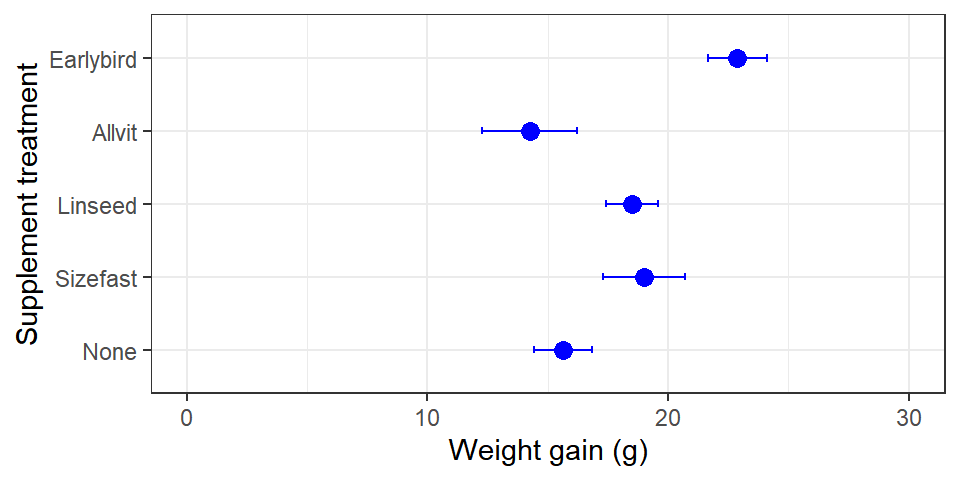 Supplement treatment
Earlybird
Allvit
Linseed
Sizefast
None
0 10 20 30
Weight gain (g)